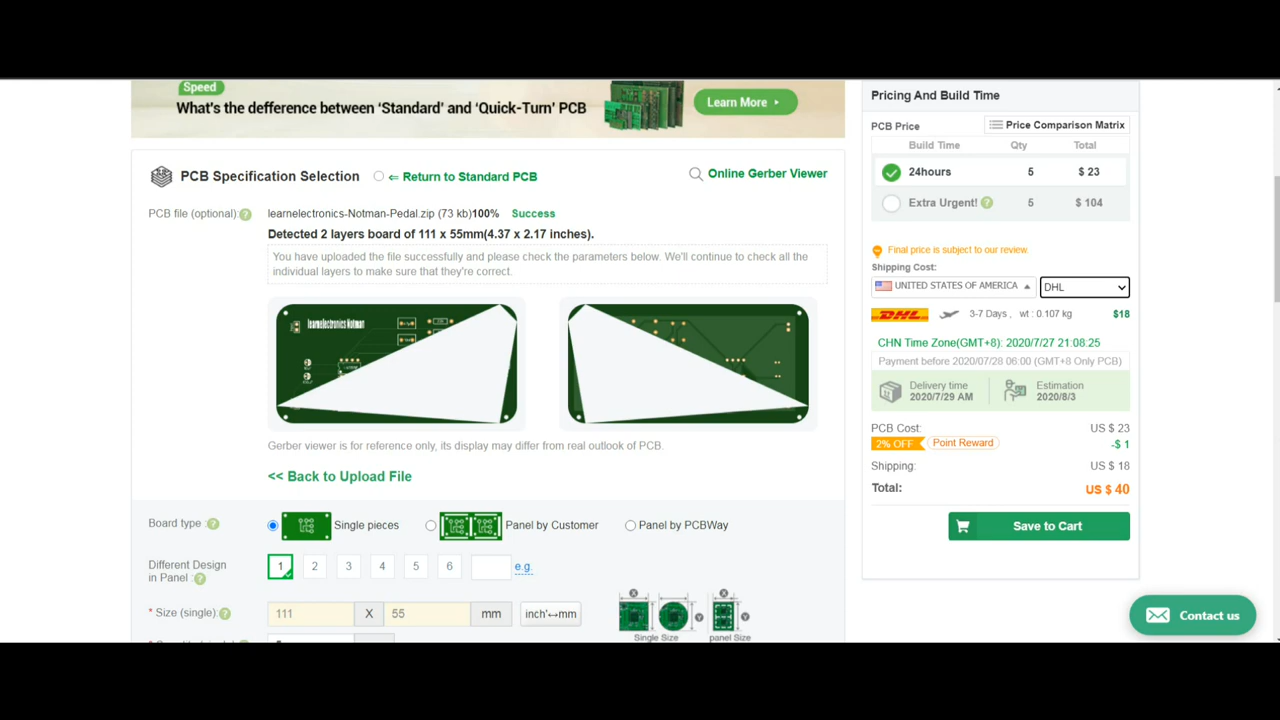 Speed
What's the defference between 'Standard' and 'Quick-Turn' PCB
Learn More
PCB Specification Selection
⇐ Return to Standard PCB
Online Gerber Viewer
PCB file (optional):
learnelectronics-Notman-Pedal.zip (73 kb)100% Success
Detected 2 layers board of 111 x 55mm(4.37 x 2.17 inches).
You have uploaded the file successfully and please check the parameters below. We'll continue to check all the
individual layers to make sure that they're correct.
learnelectronics Notman
Gerber viewer is for reference only, its display may differ from real outlook of PCB.
<< Back to Upload File
Board type :
Single pieces
Panel by Customer
Panel by PCBWay
Different Design
in Panel :
1 2 3 4 5 6 e.g.
* Size (single):
111 X 55 mm inch'↔mm
X X
Y Y
Single Size
panel Size
Pricing And Build Time
PCB Price
Price Comparison Matrix
Build Time Qty Total
24hours 5 $ 23
Extra Urgent! 5 $ 104
Final price is subject to our review.
Shipping Cost:
UNITED STATES OF AMERICA
DHL
DHL 3-7 Days , wt : 0.107 kg $18
CHN Time Zone(GMT+8): 2020/7/27 21:08:25
Payment before 2020/07/28 06:00 (GMT+8 Only PCB)
Delivery time
2020/7/29 AM
Estimation
2020/8/3
PCB Cost: US $ 23
2% OFF Point Reward -$ 1
Shipping: US $ 18
Total: US $ 40
Save to Cart
Contact us